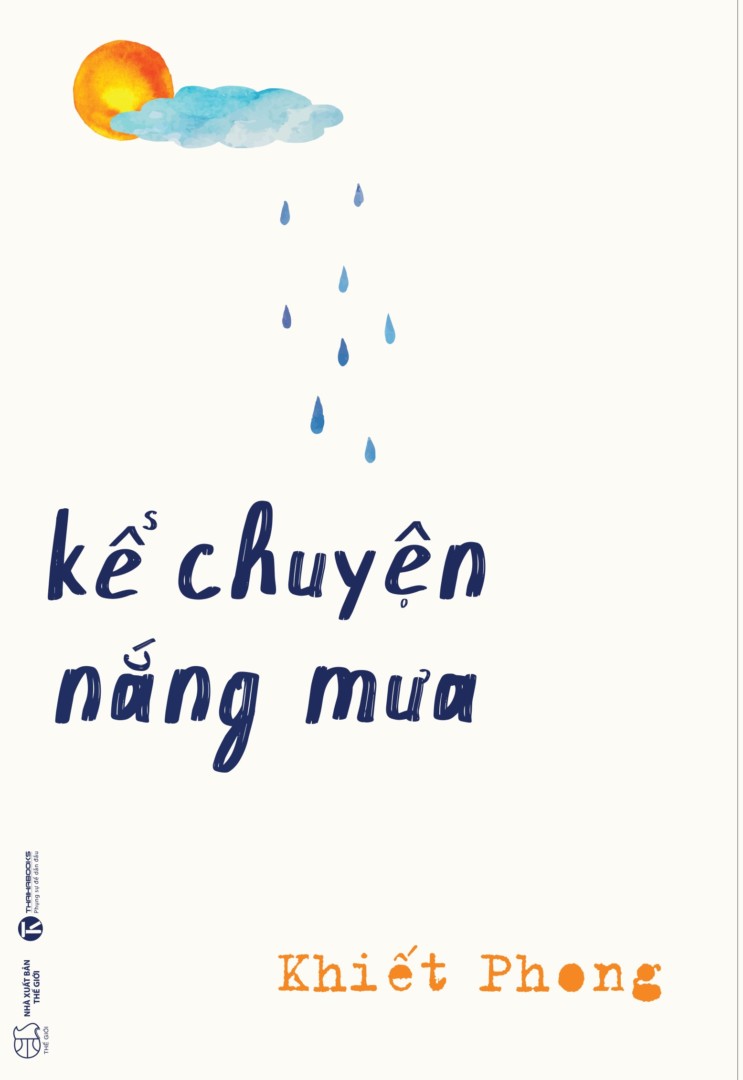 kể chuyện
nắng mưa
Khiết Phong
THAIHABOOKS
Phụng sự để dẫn đầu
NHÀ XUẤT BẢN
THẾ GIỚI
THẾ GIỚI